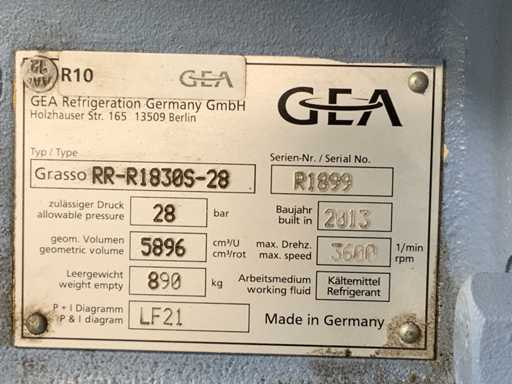 R10 GEA
GEA Refrigeration Germany GmbH
Holzhauser Str. 165 13509 Berlin
GEA
Typ / Type
Grasso RR-R1830S-28
Serien-Nr. / Serial No.
R1899
zulässiger Druck
allowable pressure
28 bar
Baujahr
built in
2013
geom. Volumen
geometric volume
5896
cm³/U
cm³/rot
max. Drehz.
max. speed
3600
1/min
rpm
Leergewicht
weight empty
890 kg
Arbeitsmedium
working fluid
Kältemittel
Refrigerant
P + I Diagramm
P & I diagram
LF21
Made in Germany